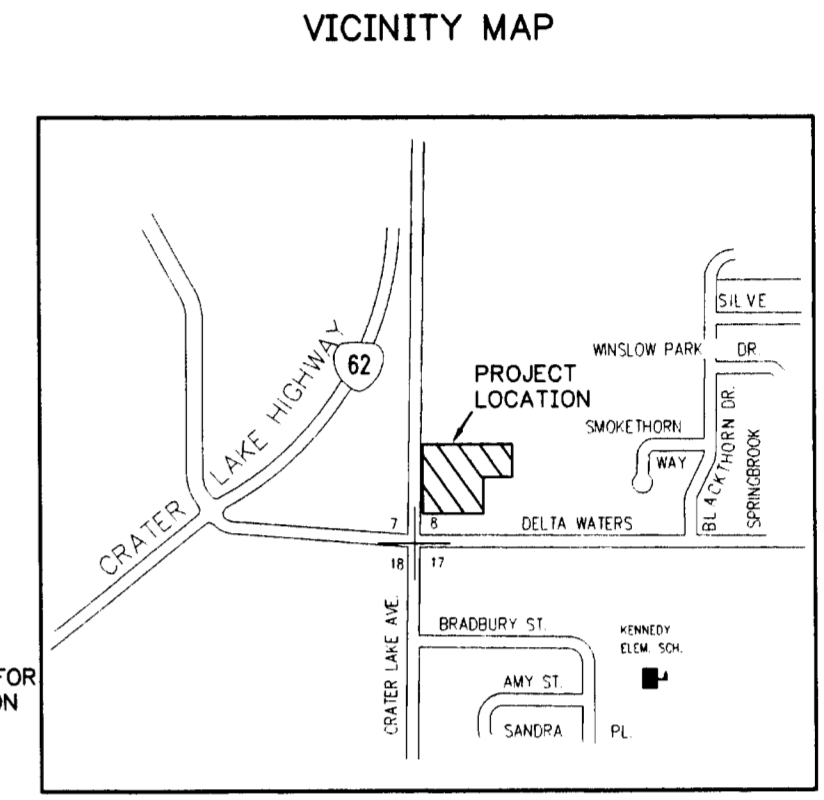 VICINITY MAP
SILVE
WINSLOW PARK DR.
62
PROJECT
LOCATION
CRATER LAKE HIGHWAY
SMOKETHORN
WAY
BLACKTHORN DR.
SPRINGBROOK
7 8
DELTA WATERS
18 17
CRATER LAKE AVE.
BRADBURY ST.
KENNEDY
ELEM. SCH.
FOR
ON
AMY ST.
SANDRA PL.